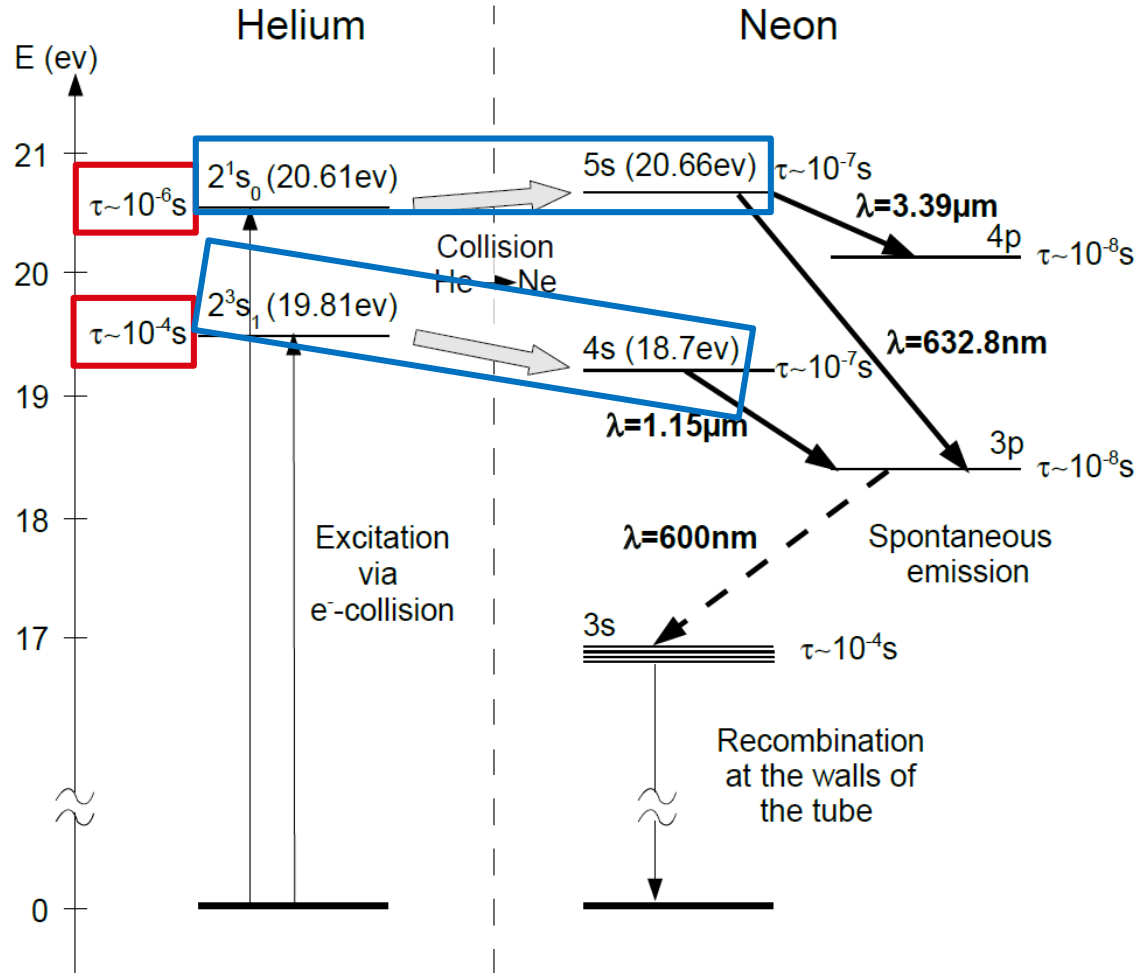 Helium
Neon
E (ev)
21
20
19
18
17
0
τ~10⁻⁶s
2¹s₀ (20.61ev)
5s (20.66ev)
τ~10⁻⁷s
λ=3.39μm
4p
τ~10⁻⁸s
Collision
He Ne
τ~10⁻⁴s
2³s₁ (19.81ev)
4s (18.7ev)
τ~10⁻⁷s
λ=632.8nm
λ=1.15μm
3p
τ~10⁻⁸s
Excitation
via
e⁻-collision
λ=600nm
Spontaneous
emission
3s
τ~10⁻⁴s
Recombination
at the walls of
the tube